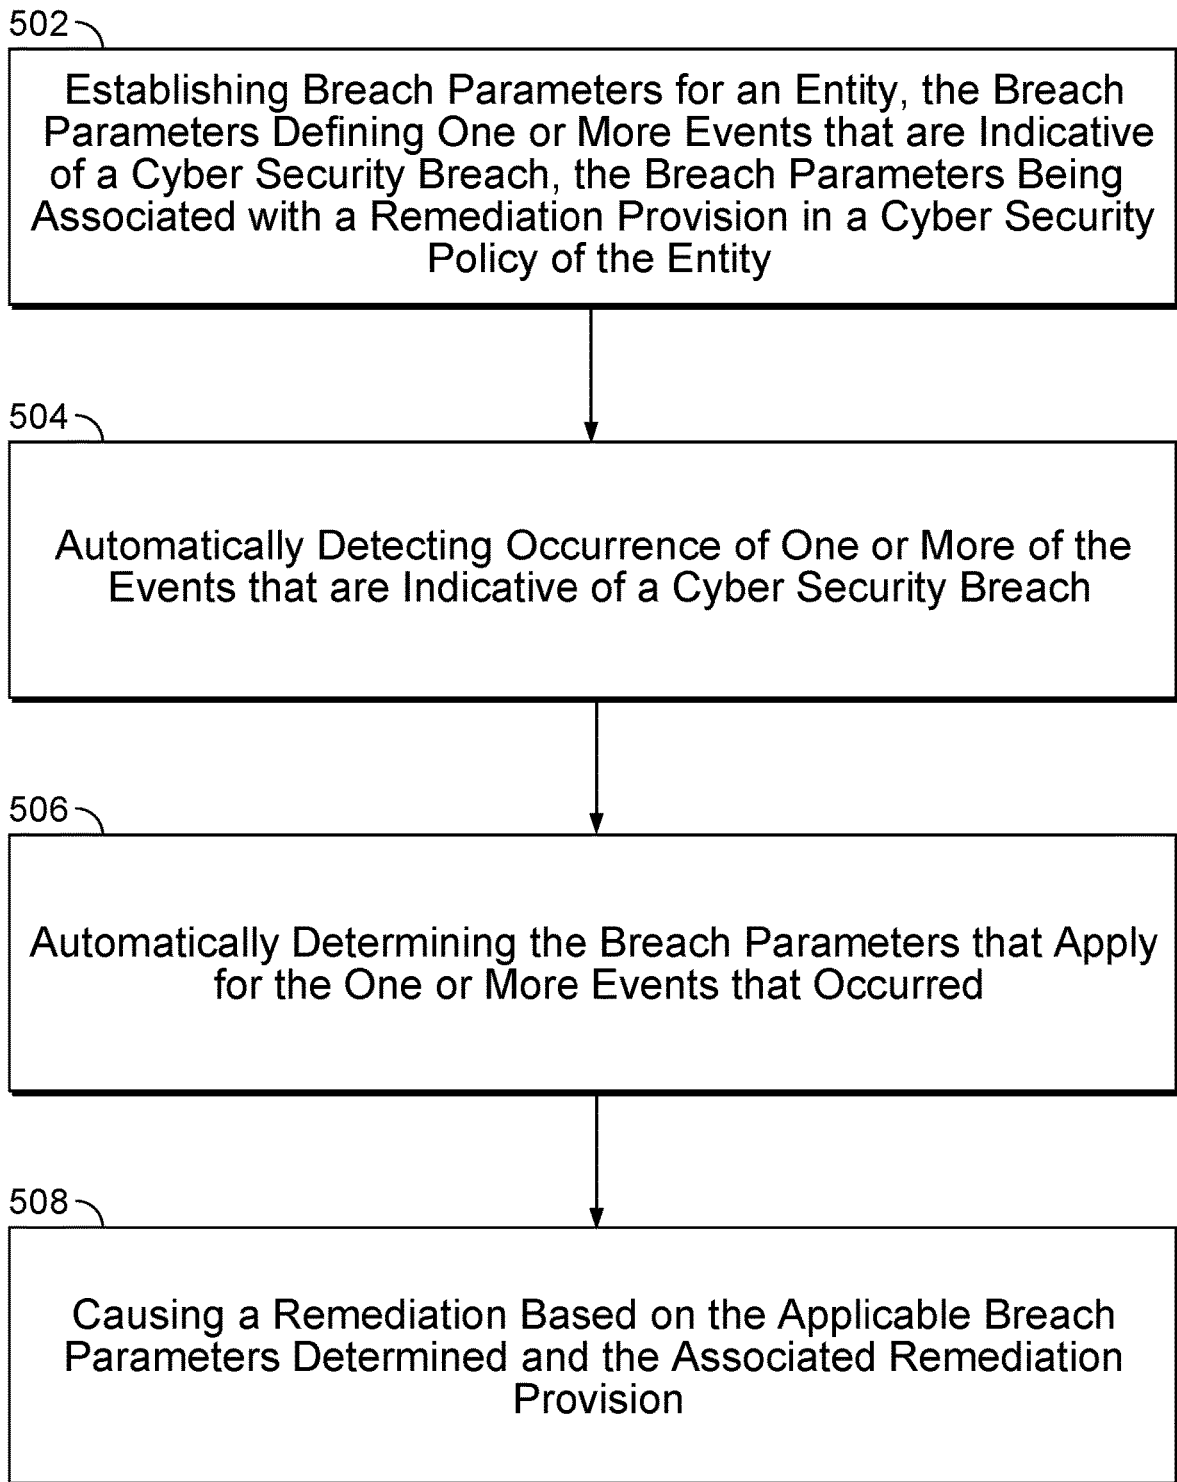 502
Establishing Breach Parameters for an Entity, the Breach
Parameters Defining One or More Events that are Indicative
of a Cyber Security Breach, the Breach Parameters Being
Associated with a Remediation Provision in a Cyber Security
Policy of the Entity
504
Automatically Detecting Occurrence of One or More of the
Events that are Indicative of a Cyber Security Breach
506
Automatically Determining the Breach Parameters that Apply
for the One or More Events that Occurred
508
Causing a Remediation Based on the Applicable Breach
Parameters Determined and the Associated Remediation
Provision